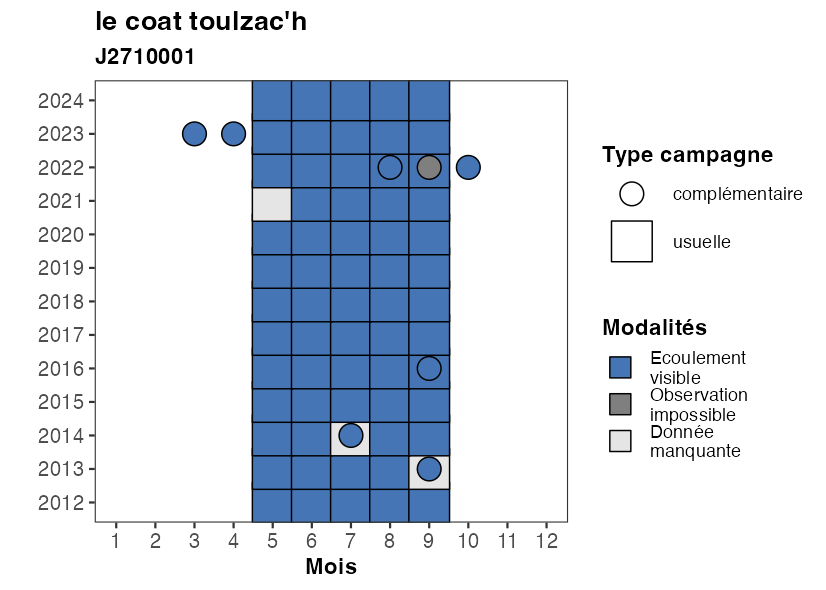 le coat toulzac'h
J2710001
2024
2023
2022
2021
2020
2019
2018
2017
2016
2015
2014
2013
2012
1 2 3 4 5 6 7 8 9 10 11 12
Mois
Type campagne
complémentaire
usuelle
Modalités
Ecoulement
visible
Observation
impossible
Donnée
manquante